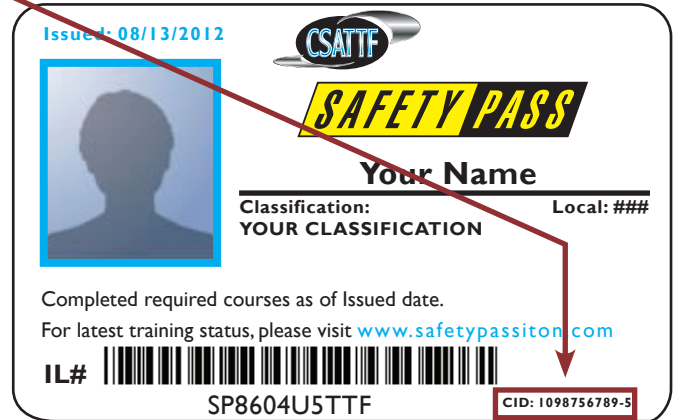 Issued: 08/13/2012
CSATTF
SAFETY PASS
Your Name
Classification: Local: ###
YOUR CLASSIFICATION
Completed required courses as of Issued date.
For latest training status, please visit www.safetypassiton.com
IL#
SP8604U5TTF
CID: 1098756789-5